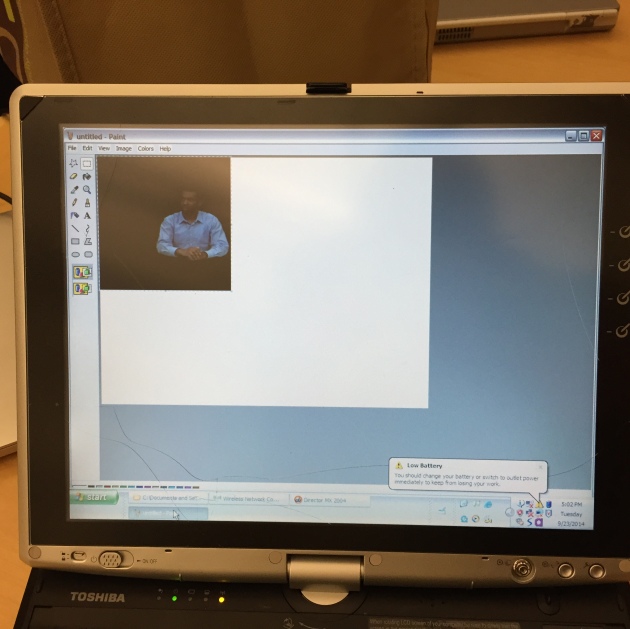 untitled - Paint
File Edit View Image Colors Help
A
Low Battery
You should change your battery or switch to outlet power
immediately to keep from losing your work.
start
Wireless Network Co...
Director MX 2004
5:02 PM
Tuesday
9/23/2014
TOSHIBA